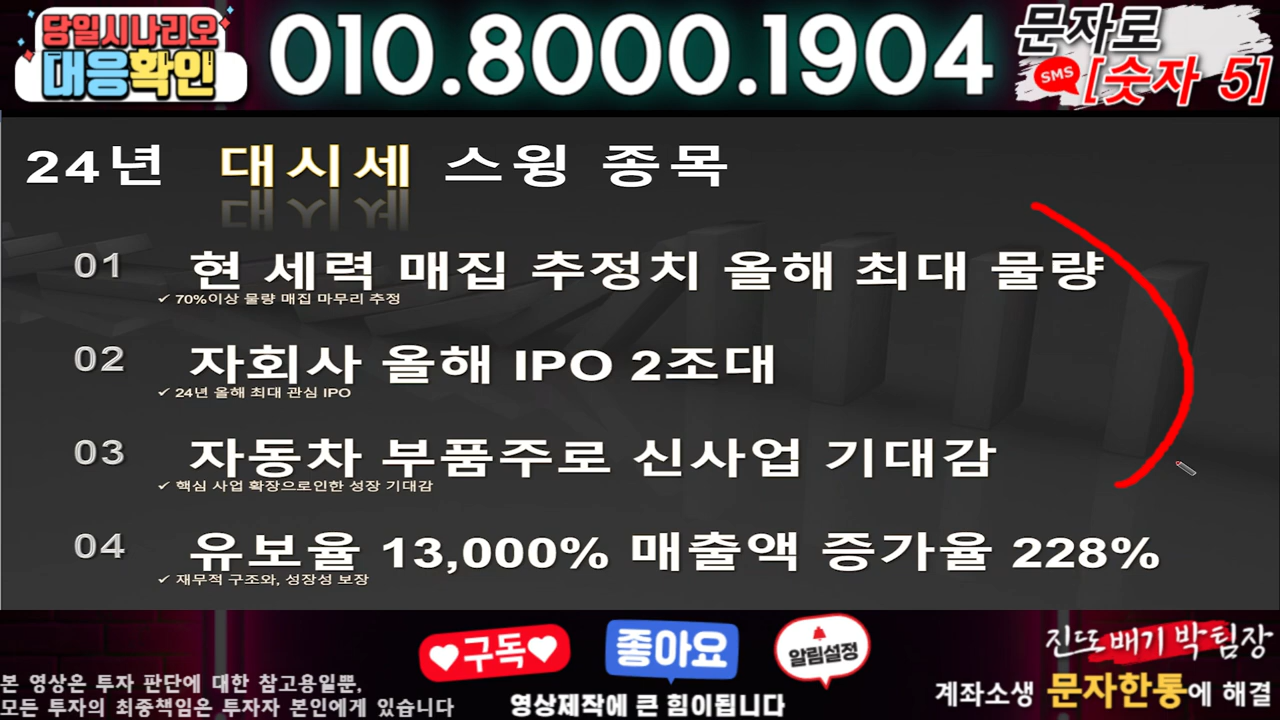 당일시나리오
대응확인
010.8000.1904
문자로
SMS
[숫자 5]
24년 대시세 스윙 종목
01 현 세력 매집 추정치 올해 최대 물량
✓ 70%이상 물량 매집 마무리 추정
02 자회사 올해 IPO 2조대
✓ 24년 올해 최대 관심 IPO
03 자동차 부품주로 신사업 기대감
✓ 핵심 사업 확장으로인한 성장 기대감
04 유보율 13,000% 매출액 증가율 228%
✓ 재무적 구조와, 성장성 보장
구독
좋아요
알림설정
영상제작에 큰 힘이됩니다
본 영상은 투자 판단에 대한 참고용일뿐,
모든 투자의 최종책임은 투자자 본인에게 있습니다
진또배기 박팀장
계좌소생 문자한통에 해결